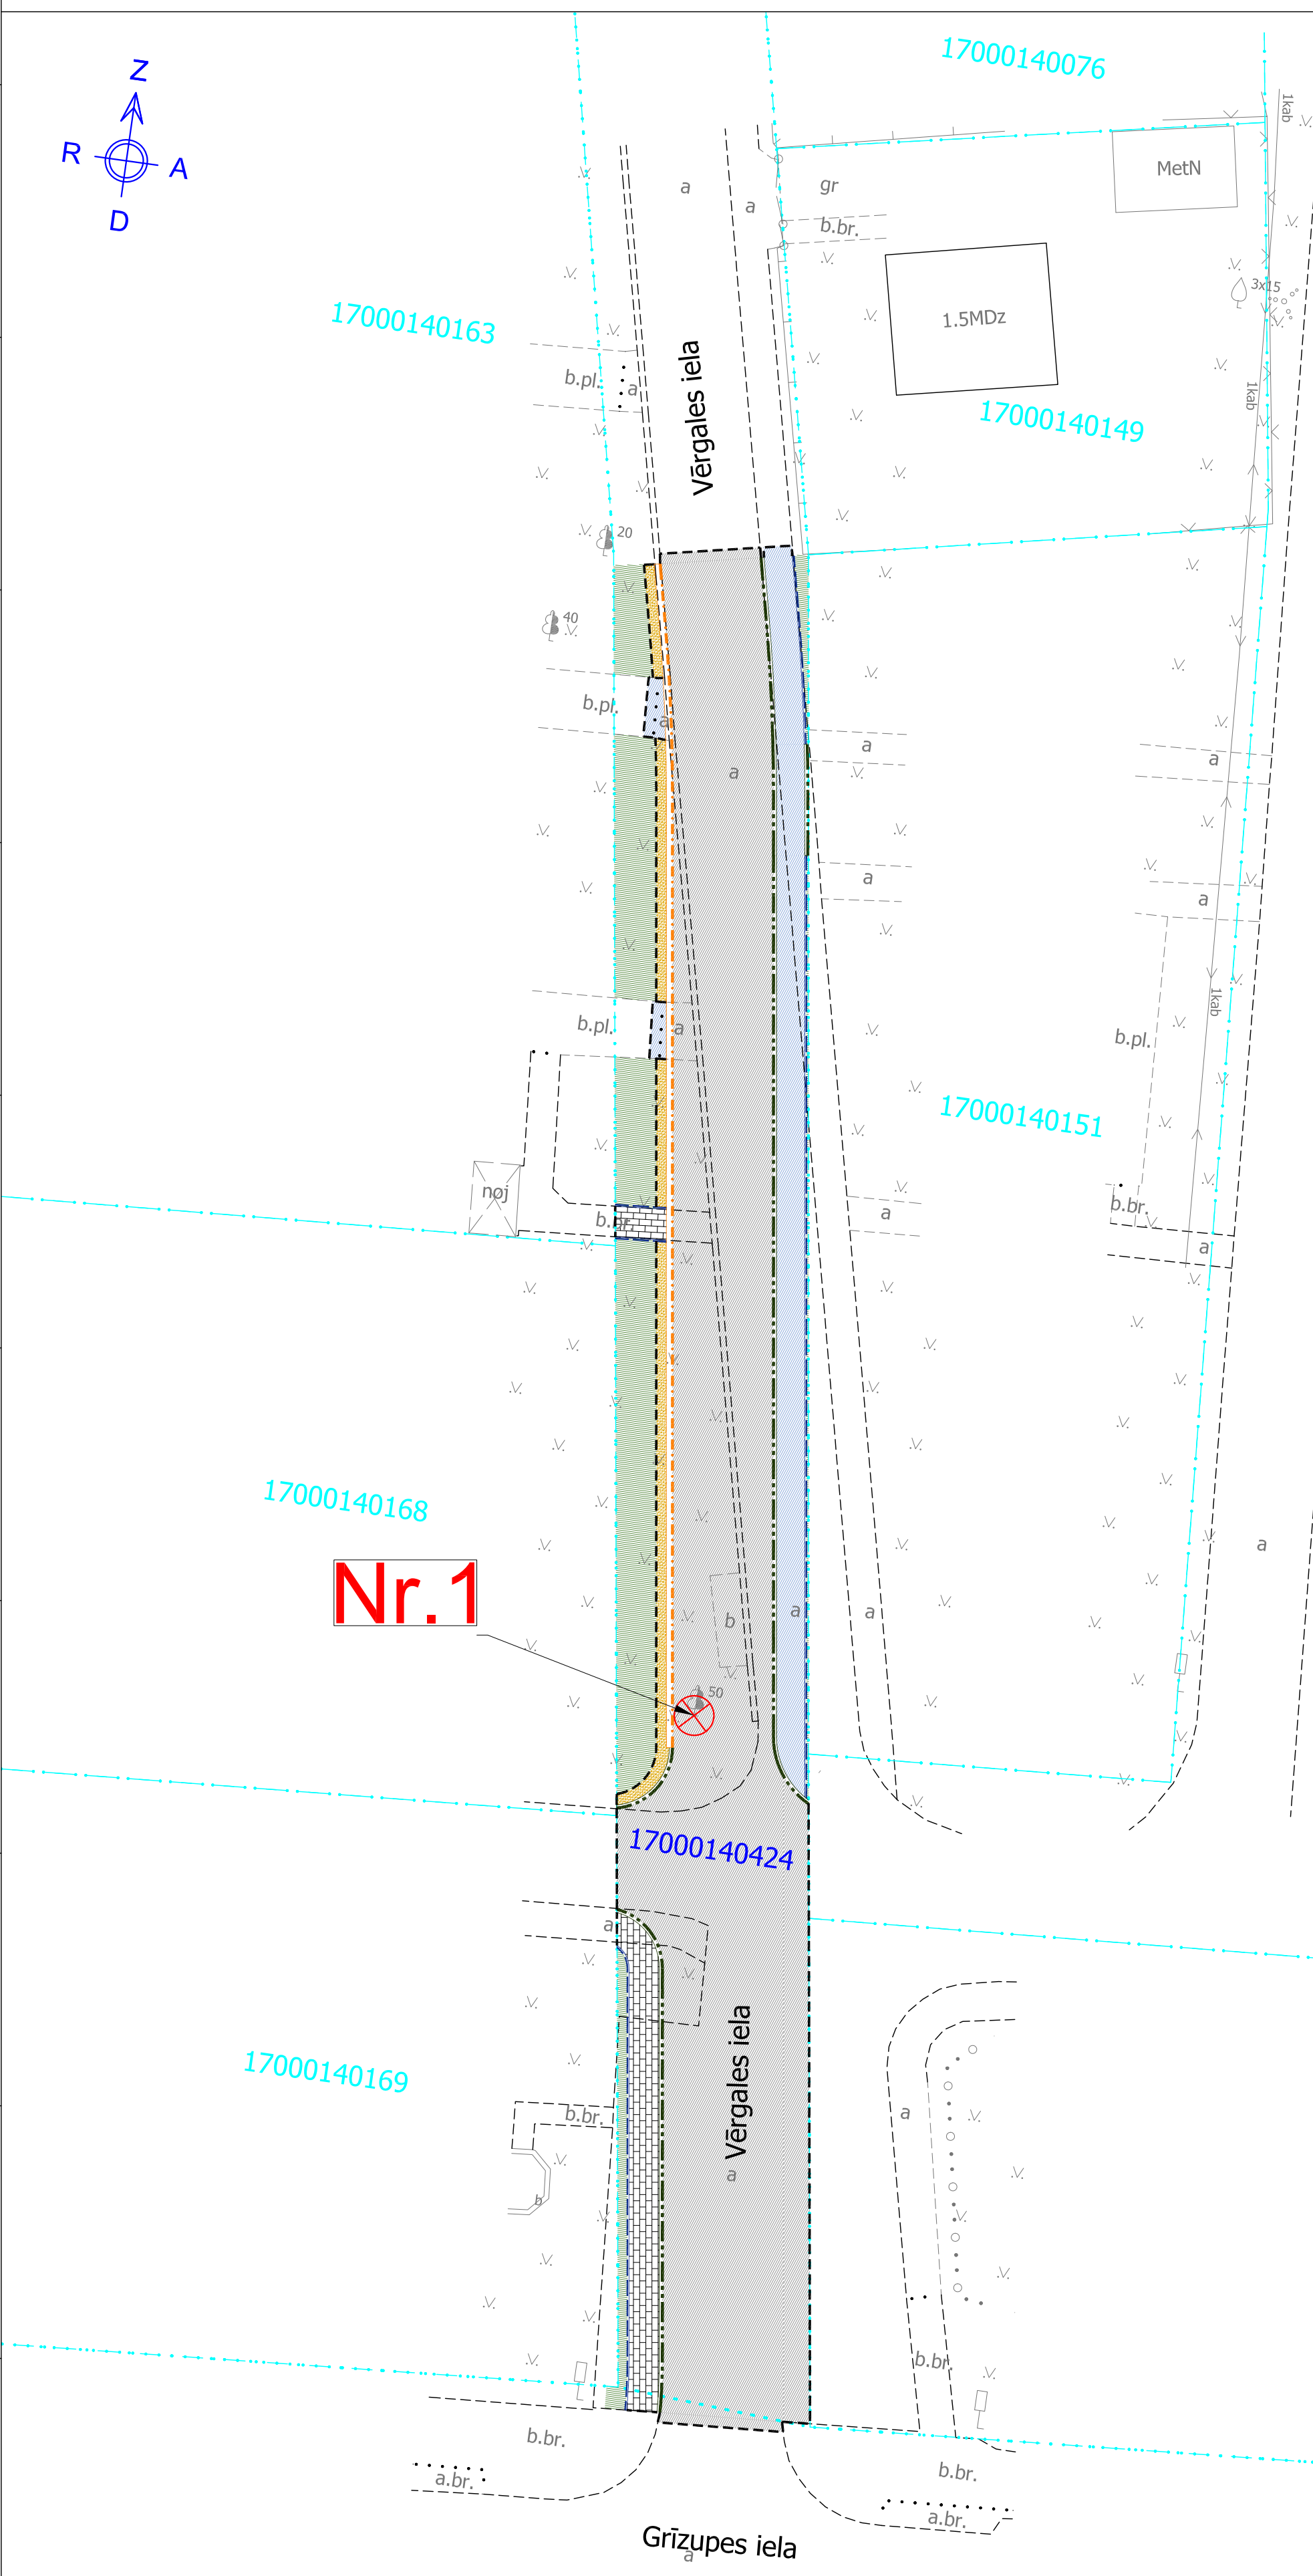 17000140076
Z
R
A
D
1kab
MetN
gr
a
a
b.br.
3x15
17000140163
1.5MDz
Vērgales iela
b.pl.
a
1kab
17000140149
20
40
b.pl.
a
a
a
a
a
a
b.pl.
a
1kab
b.pl.
17000140151
noj
b.br.
b.br.
a
a
17000140168
a
Nr.1
b
a
a
50
17000140424
a
Vērgales iela
17000140169
b.br.
a
a
b
b.br.
b.br.
b.br.
a.br.
a.br.
Grīzupes iela
a